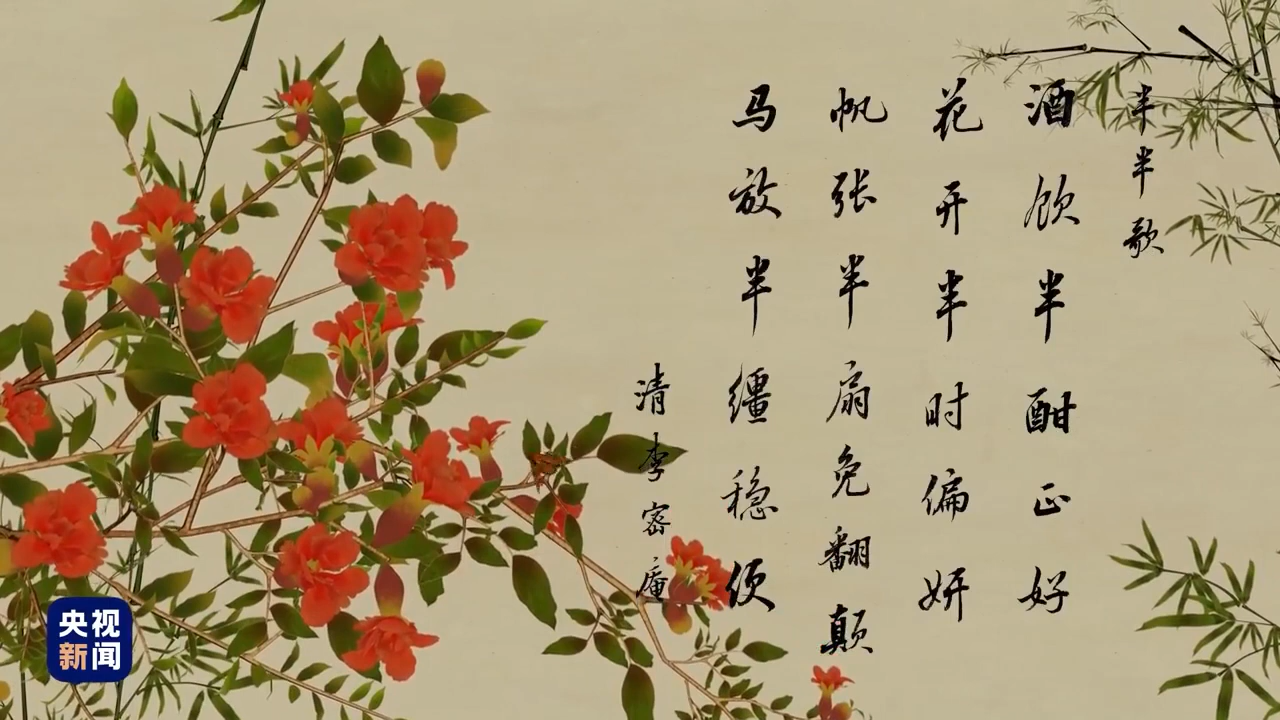 半半歌
酒饮半酣正好
花开半时偏妍
帆张半扇免翻颠
马放半缰稳便
清李密庵
央视
新闻